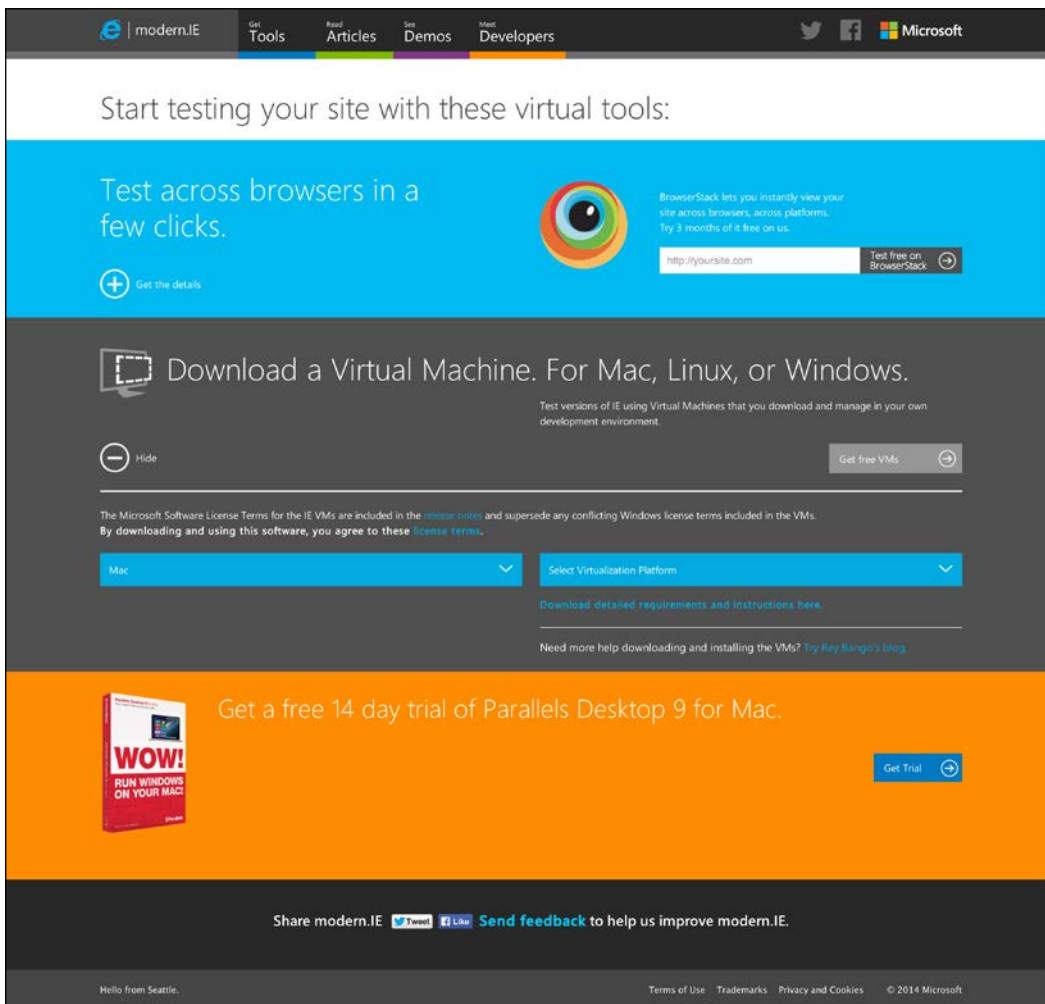 modern.IE
Get
Tools
Read
Articles
See
Demos
Meet
Developers
Microsoft
Start testing your site with these virtual tools:
Test across browsers in a
few clicks.
Get the details
BrowserStack lets you instantly view your
site across browsers, across platforms.
Try 3 months of it free on us.
http://yoursite.com
Test free on
BrowserStack
Download a Virtual Machine. For Mac, Linux, or Windows.
Test versions of IE using Virtual Machines that you download and manage in your own
development environment.
Hide
Get free VMs
The Microsoft Software License Terms for the IE VMs are included in the release notes and supersede any conflicting Windows license terms included in the VMs.
By downloading and using this software, you agree to these license terms.
Mac
Select Virtualization Platform
Download detailed requirements and instructions here.
Need more help downloading and installing the VMs? Try Rey Bango's blog.
Get a free 14 day trial of Parallels Desktop 9 for Mac.
WOW!
RUN WINDOWS
ON YOUR MAC!
Get Trial
Share modern.IE Tweet Like Send feedback to help us improve modern.IE.
Hello from Seattle.
Terms of Use Trademarks Privacy and Cookies © 2014 Microsoft